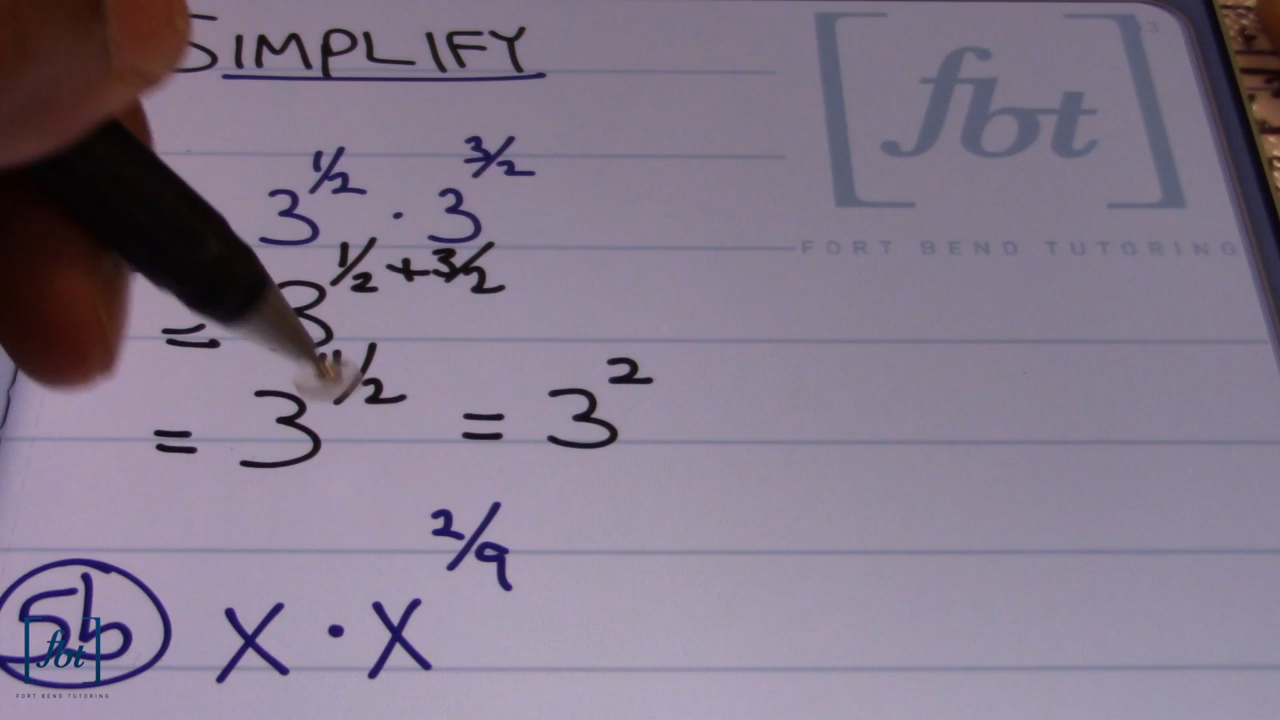 SIMPLIFY
fbt
FORT BEND TUTORING
3^1/2 · 3^3/2
= 3^1/2 + 3/2
= 3^4/2 = 3^2
5b x · x^2/9
fbt
FORT BEND TUTORING